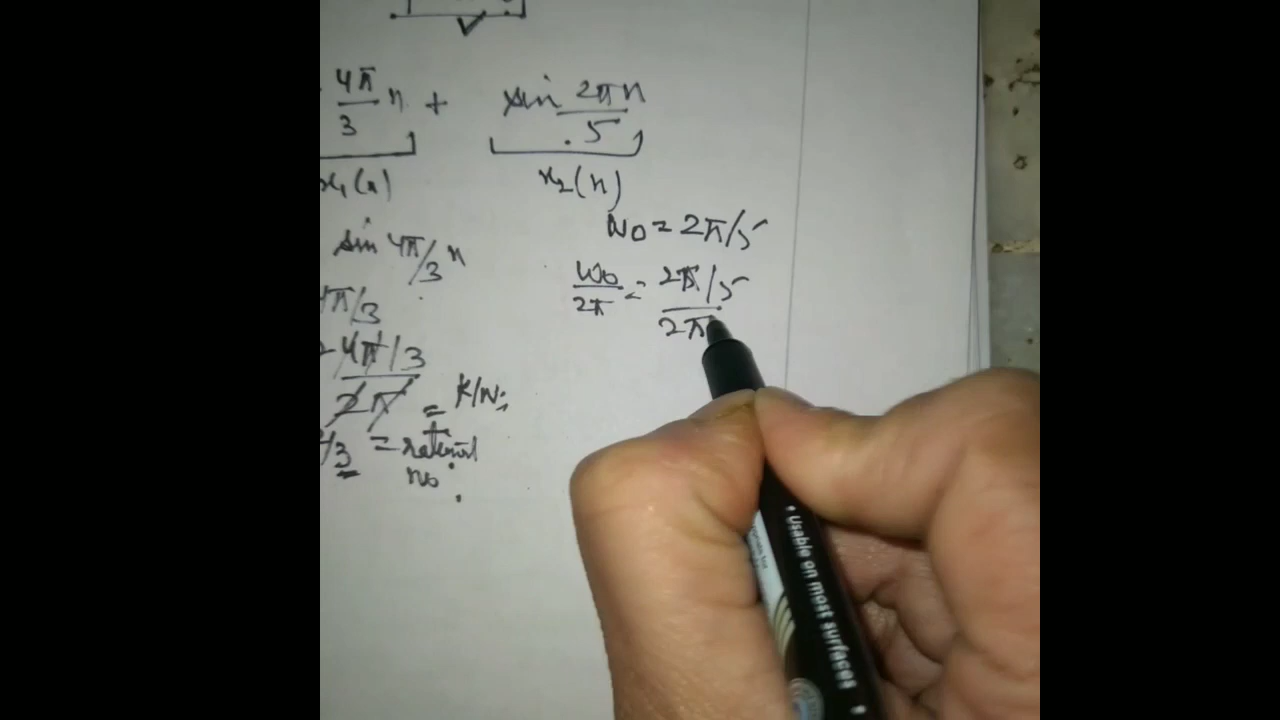 4π/3 n + sin 2πn/5
x₁(n) x₂(n)
ω₀ = 2π/5
sin 4π/3 n
ω₀/2π = 2π/5 / 2π
4π/3
4π/3 / 2π = K/N;
/3 = rational
no.
• Usable on most surfaces •